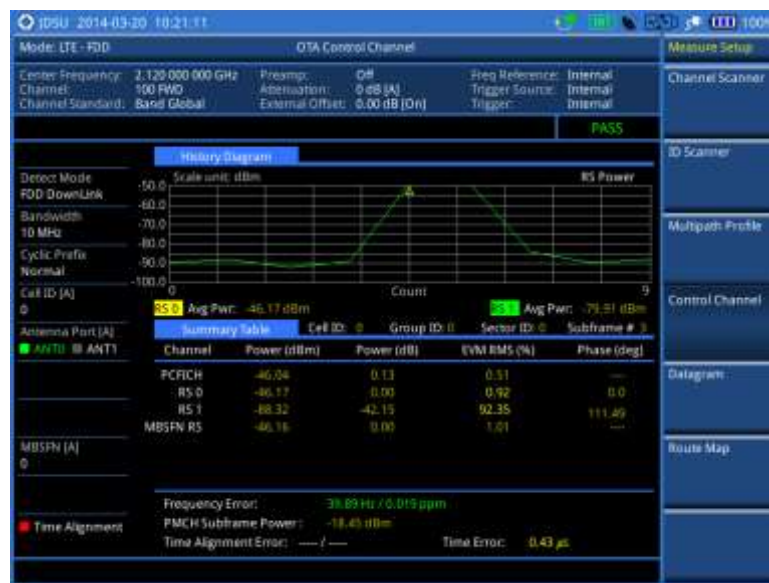 JDSU 2014-03-20 10:21:11 100%
Mode: LTE - FDD OTA Control Channel Measure Setup
Center Frequency: 2.120 000 000 GHz Preamp: Off Freq Reference: Internal
Channel: 100 FWD Attenuation: 0 dB [A] Trigger Source: Internal
Channel Standard: Band Global External Offset: 0.00 dB [On] Trigger: Internal
Channel Scanner
PASS
ID Scanner
History Diagram
Detect Mode
FDD DownLink
Scale unit: dBm RS Power
-50.0
-60.0
Bandwidth
10 MHz
-70.0
Multipath Profile
-80.0
Cyclic Prefix
Normal
-90.0
-100.0
0 Count 9
Cell ID [A]
0
RS 0 Avg Pwr: -46.17 dBm RS 1 Avg Pwr: -79.91 dBm
Control Channel
Summary Table Cell ID: 0 Group ID: 0 Sector ID: 0 Subframe # 3
Antenna Port [A]
ANT0 ANT1
Channel Power (dBm) Power (dB) EVM RMS (%) Phase (deg)
PCFICH -46.04 0.13 0.51 ----
RS 0 -46.17 0.00 0.92 0.0
RS 1 -88.32 -42.15 92.35 111.49
MBSFN RS -46.16 0.00 1.01 ----
Datagram
MBSFN [A]
0
Route Map
Frequency Error: 39.89 Hz / 0.019 ppm
PMCH Subframe Power : -18.45 dBm
Time Alignment Error: ---- / ---- Time Error: 0.43 µs
Time Alignment